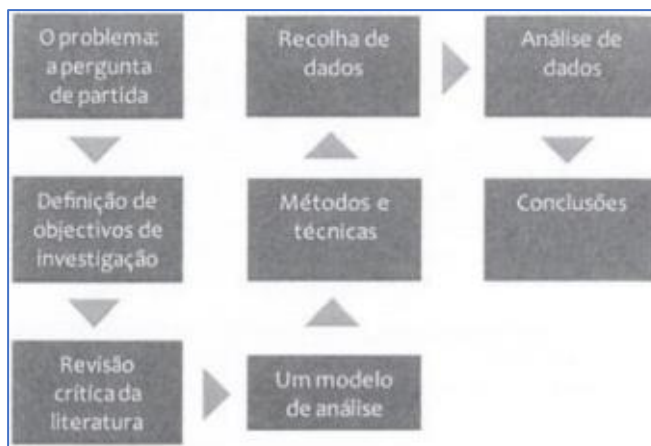 O problema:
a pergunta
de partida
Definição de
objectivos de
investigação
Revisão
crítica da
literatura
Um modelo
de análise
Métodos e
técnicas
Recolha de
dados
Análise de
dados
Conclusões